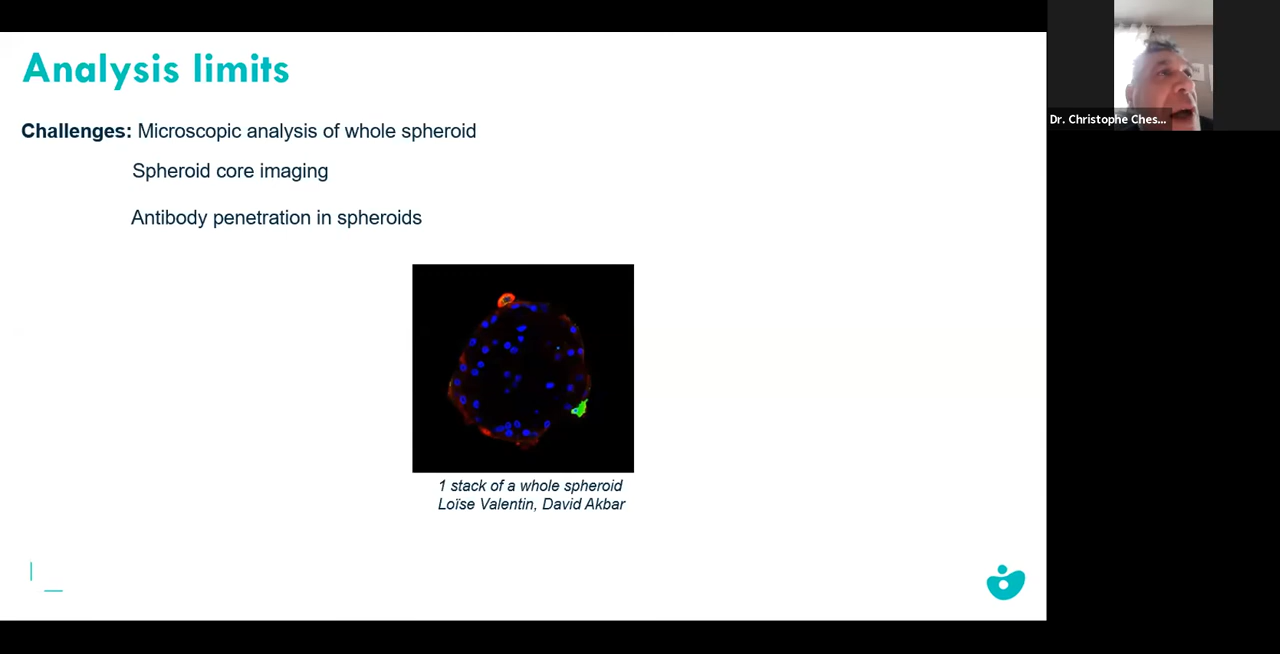 Analysis limits
Challenges: Microscopic analysis of whole spheroid
Spheroid core imaging
Antibody penetration in spheroids
1 stack of a whole spheroid
Loïse Valentin, David Akbar
Dr. Christophe Ches...